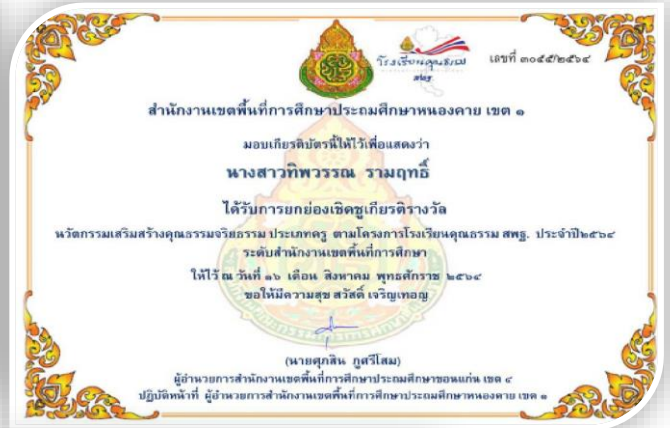 โรงเรียนคุณธรรม
สพฐ
เลขที่ ๓๐๕๕/๒๕๖๔
สำนักงานเขตพื้นที่การศึกษาประถมศึกษาหนองคาย เขต ๑
มอบเกียรติบัตรนี้ให้ไว้เพื่อแสดงว่า
นางสาวทิพวรรณ รามฤทธิ์
ได้รับการยกย่องเชิดชูเกียรติรางวัล
นวัตกรรมเสริมสร้างคุณธรรมจริยธรรม ประเภทครู ตามโครงการโรงเรียนคุณธรรม สพฐ. ประจำปี๒๕๖๔
ระดับสำนักงานเขตพื้นที่การศึกษา
ให้ไว้ ณ วันที่ ๑๖ เดือน สิงหาคม พุทธศักราช ๒๕๖๔
ขอให้มีความสุข สวัสดิ์ เจริญเทอญ
(นายศุภสิน ภูศรีโสม)
ผู้อำนวยการสำนักงานเขตพื้นที่การศึกษาประถมศึกษาขอนแก่น เขต ๔
ปฏิบัติหน้าที่ ผู้อำนวยการสำนักงานเขตพื้นที่การศึกษาประถมศึกษาหนองคาย เขต ๑